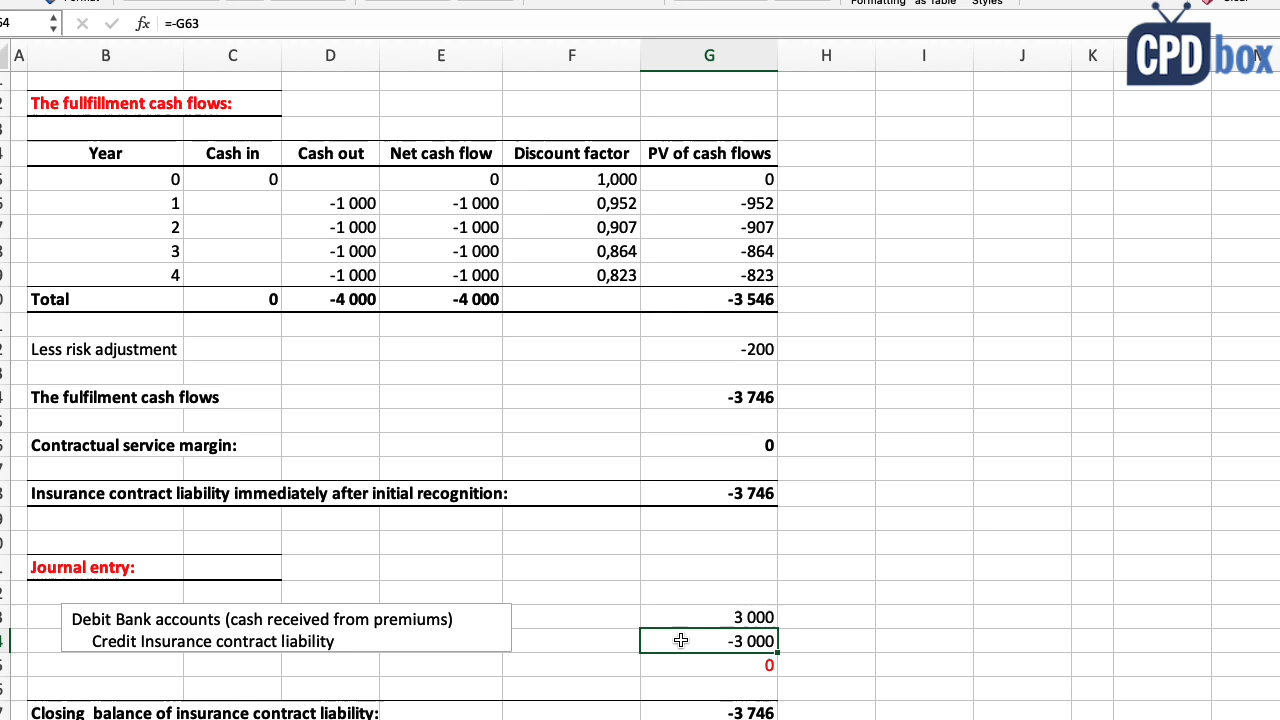 Formatting as Table Styles
=-G63
CPDbox
A B C D E F G H I J K
The fullfillment cash flows:
Year Cash in Cash out Net cash flow Discount factor PV of cash flows
0 0 0 1,000 0
1 -1 000 -1 000 0,952 -952
2 -1 000 -1 000 0,907 -907
3 -1 000 -1 000 0,864 -864
4 -1 000 -1 000 0,823 -823
Total 0 -4 000 -4 000 -3 546
Less risk adjustment -200
The fulfilment cash flows -3 746
Contractual service margin: 0
Insurance contract liability immediately after initial recognition: -3 746
Journal entry:
Debit Bank accounts (cash received from premiums) 3 000
Credit Insurance contract liability -3 000
0
Closing balance of insurance contract liability: -3 746